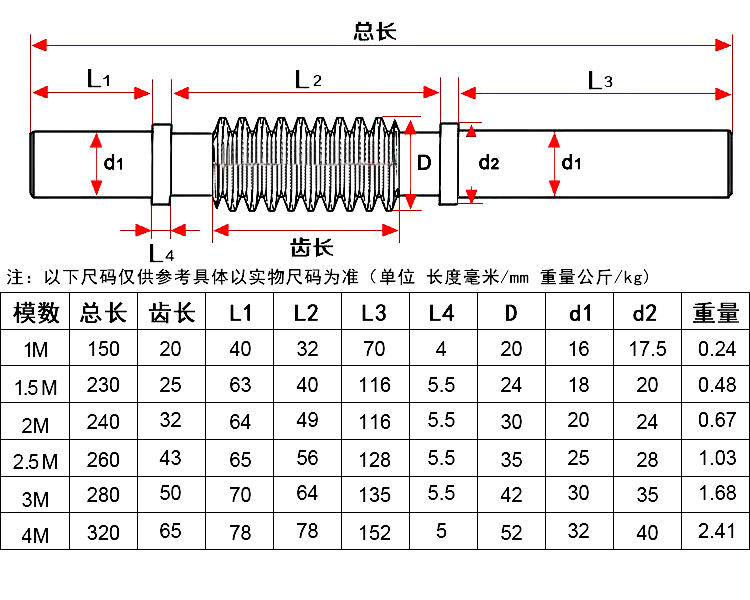 总长
L1 L2 L3
d1 D d2 d1
L4 齿长
注：以下尺码仅供参考具体以实物尺码为准（单位 长度毫米/mm 重量公斤/kg）
模数 总长 齿长 L1 L2 L3 L4 D d1 d2 重量
1M 150 20 40 32 70 4 20 16 17.5 0.24
1.5M 230 25 63 40 116 5.5 24 18 20 0.48
2M 240 32 64 49 116 5.5 30 20 24 0.67
2.5M 260 43 65 56 128 5.5 35 25 28 1.03
3M 280 50 70 64 135 5.5 42 30 35 1.68
4M 320 65 78 78 152 5 52 32 40 2.41